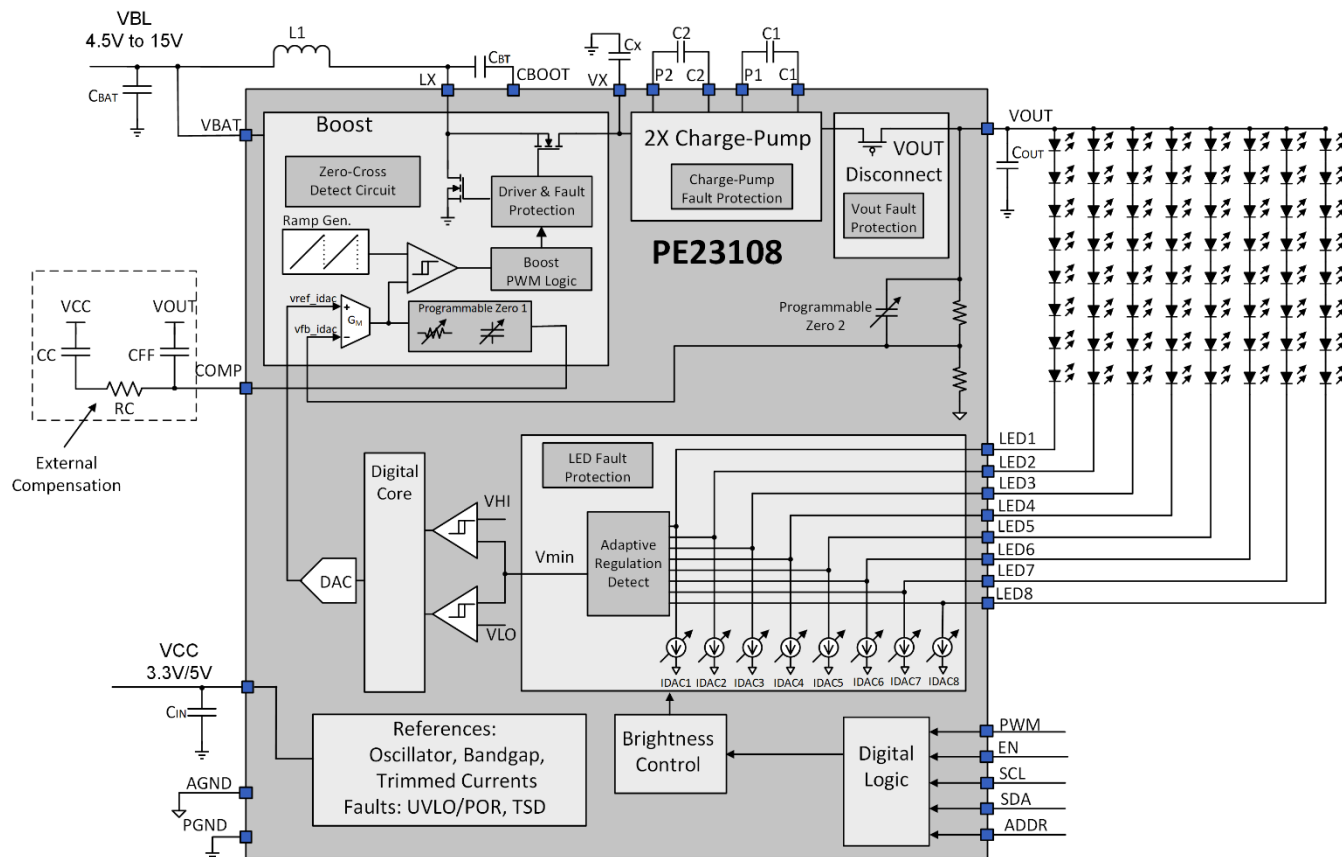 VBL
4.5V to 15V
L1
CBT
CBOOT
LX
CX
VX
C2
P2
C2
C1
P1
C1
CBAT
VBAT
Boost
Zero-Cross
Detect Circuit
Ramp Gen.
Driver & Fault
Protection
Boost
PWM Logic
vref_idac
vfb_idac
+
−
GM
Programmable Zero 1
2X Charge-Pump
Charge-Pump
Fault Protection
VOUT
Disconnect
Vout Fault
Protection
VOUT
COUT
PE23108
Programmable
Zero 2
VCC
VOUT
CC
CFF
RC
COMP
External
Compensation
Digital
Core
DAC
VHI
VLO
Vmin
LED Fault
Protection
Adaptive
Regulation
Detect
LED1
LED2
LED3
LED4
LED5
LED6
LED7
LED8
IDAC1 IDAC2 IDAC3 IDAC4 IDAC5 IDAC6 IDAC7 IDAC8
VCC
3.3V/5V
CIN
AGND
PGND
References:
Oscillator, Bandgap,
Trimmed Currents
Faults: UVLO/POR, TSD
Brightness
Control
Digital
Logic
PWM
EN
SCL
SDA
ADDR